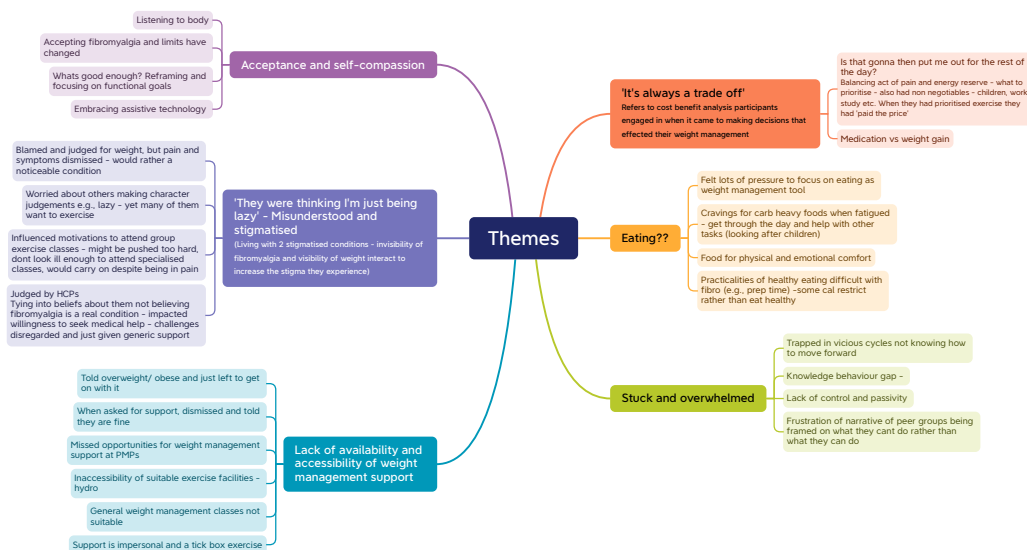 Listening to body
Accepting fibromyalgia and limits have
changed
Whats good enough? Reframing and
focusing on functional goals
Embracing assistive technology
Acceptance and self-compassion
Blamed and judged for weight, but pain and
symptoms dismissed - would rather a
noticeable condition
Worried about others making character
judgements e.g., lazy - yet many of them
want to exercise
Influenced motivations to attend group
exercise classes - might be pushed too hard,
dont look ill enough to attend specialised
classes, would carry on despite being in pain
Judged by HCPs
Tying into beliefs about them not believing
fibromyalgia is a real condition - impacted
willingness to seek medical help - challenges
disregarded and just given generic support
'They were thinking I'm just being
lazy' - Misunderstood and
stigmatised
(Living with 2 stigmatised conditions - invisibility of
fibromyalgia and visibility of weight interact to
increase the stigma they experience)
Told overweight/ obese and just left to get
on with it
When asked for support, dismissed and told
they are fine
Missed opportunities for weight management
support at PMPs
Inaccessibility of suitable exercise facilities -
hydro
General weight management classes not
suitable
Support is impersonal and a tick box exercise
Lack of availability and
accessibility of weight
management support
Themes
'It's always a trade off'
Refers to cost benefit analysis participants
engaged in when it came to making decisions that
effected their weight management
Is that gonna then put me out for the rest of
the day?
Balancing act of pain and energy reserve - what to
prioritise - also had non negotiables - children, work
study etc. When they had prioritised exercise they
had 'paid the price'
Medication vs weight gain
Eating??
Felt lots of pressure to focus on eating as
weight management tool
Cravings for carb heavy foods when fatigued
- get through the day and help with other
tasks (looking after children)
Food for physical and emotional comfort
Practicalities of healthy eating difficult with
fibro (e.g., prep time) -some cal restrict
rather than eat healthy
Stuck and overwhelmed
Trapped in vicious cycles not knowing how
to move forward
Knowledge behaviour gap -
Lack of control and passivity
Frustration of narrative of peer groups being
framed on what they cant do rather than
what they can do